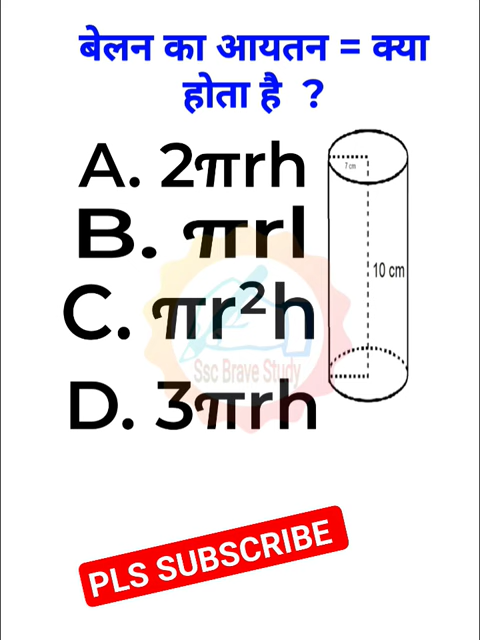 बेलन का आयतन = क्या
होता है ?
A. 2πrh
7 cm
B. πrl
10 cm
C. πr²h
Ssc Brave Study
D. 3πrh
PLS SUBSCRIBE